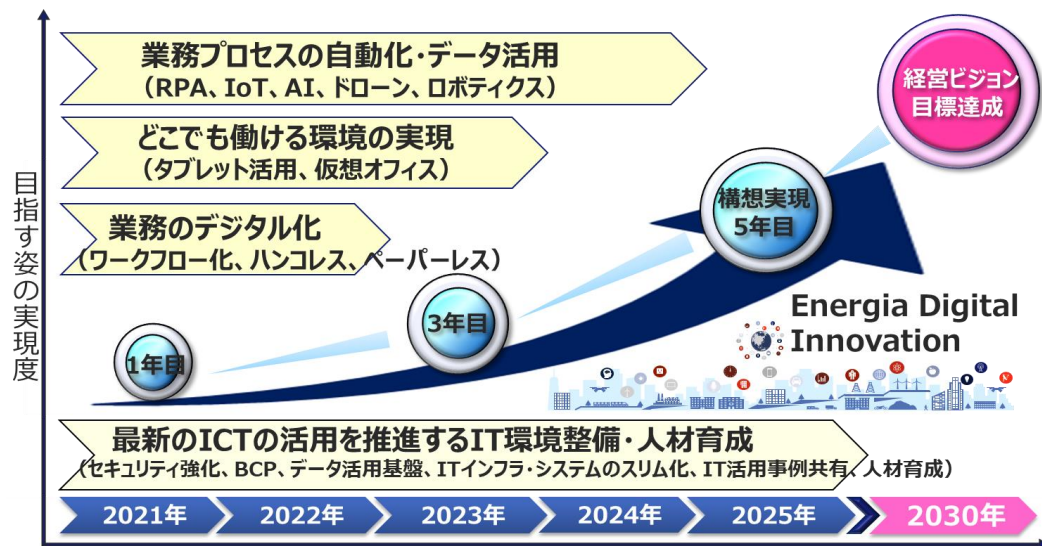 業務プロセスの自動化・データ活用
（RPA、IoT、AI、ドローン、ロボティクス）
どこでも働ける環境の実現
（タブレット活用、仮想オフィス）
業務のデジタル化
（ワークフロー化、ハンコレス、ペーパーレス）
経営ビジョン
目標達成
構想実現
5年目
3年目
1年目
目指す姿の実現度
Energia Digital
Innovation
最新のICTの活用を推進するIT環境整備・人材育成
（セキュリティ強化、BCP、データ活用基盤、ITインフラ・システムのスリム化、IT活用事例共有、人材育成）
2021年
2022年
2023年
2024年
2025年
2030年